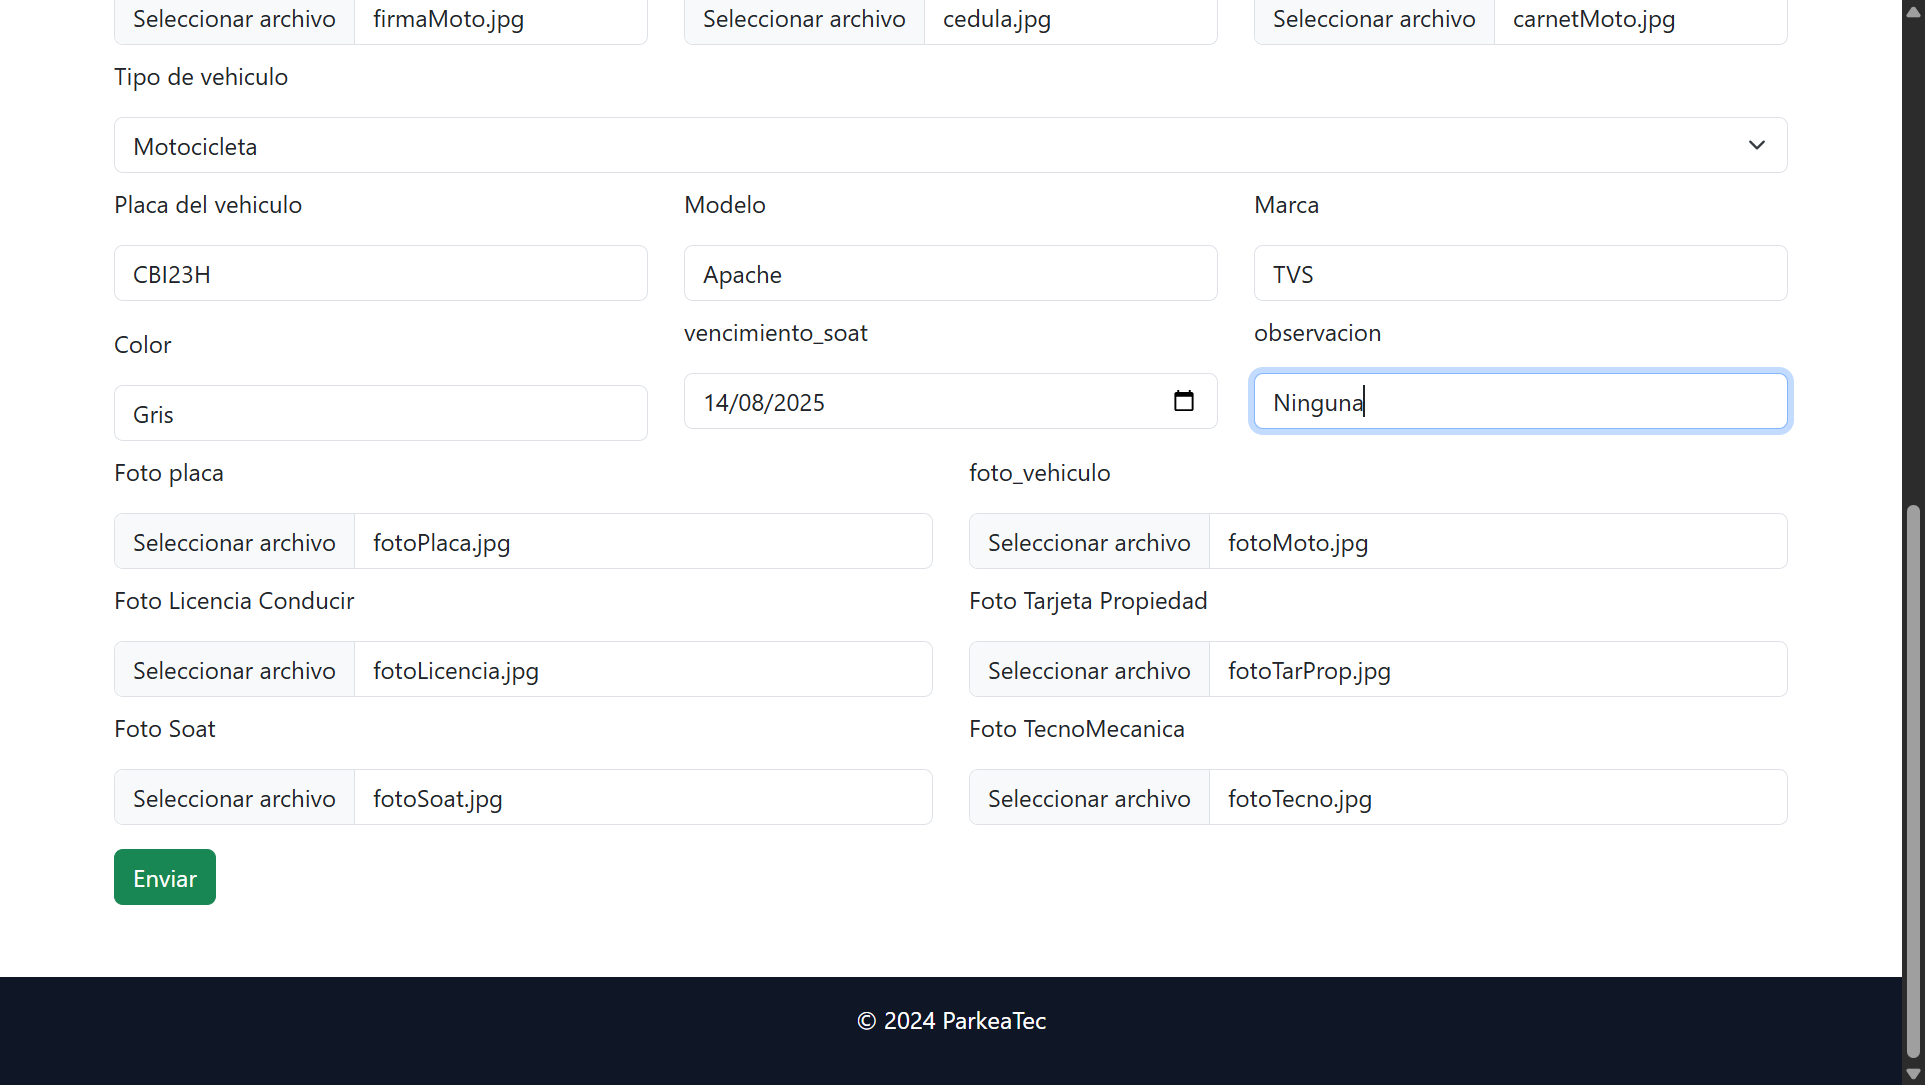 Seleccionar archivo firmaMoto.jpg Seleccionar archivo cedula.jpg Seleccionar archivo carnetMoto.jpg
Tipo de vehiculo
Motocicleta
Placa del vehiculo Modelo Marca
CBI23H Apache TVS
Color vencimiento_soat observacion
Gris 14/08/2025 Ninguna
Foto placa foto_vehiculo
Seleccionar archivo fotoPlaca.jpg Seleccionar archivo fotoMoto.jpg
Foto Licencia Conducir Foto Tarjeta Propiedad
Seleccionar archivo fotoLicencia.jpg Seleccionar archivo fotoTarProp.jpg
Foto Soat Foto TecnoMecanica
Seleccionar archivo fotoSoat.jpg Seleccionar archivo fotoTecno.jpg
Enviar
© 2024 ParkeaTec